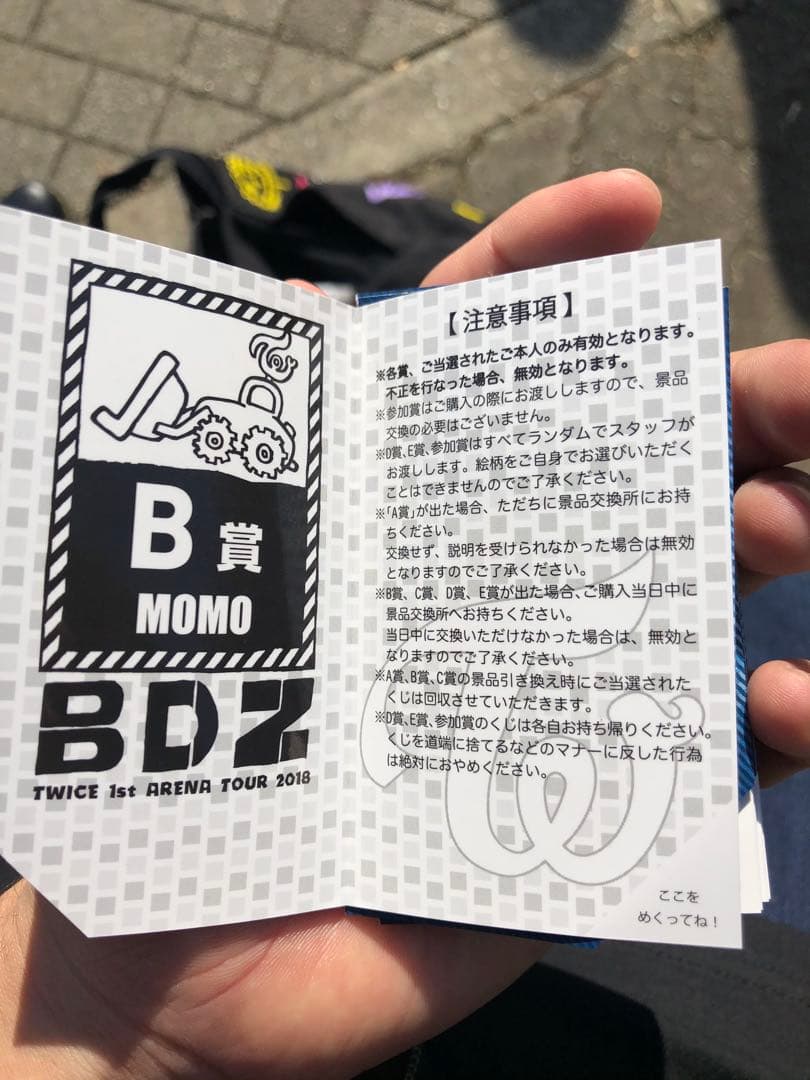 B賞
MOMO
BDZ
TWICE 1st ARENA TOUR 2018
【注意事項】
※各賞、ご当選されたご本人のみ有効となります。
不正を行なった場合、無効となります。
※参加賞はご購入の際にお渡ししますので、景品
交換の必要はございません。
※D賞、E賞、参加賞はすべてランダムでスタッフが
お渡しします。絵柄をご自身でお選びいただく
ことはできませんのでご了承ください。
※「A賞」が出た場合、ただちに景品交換所にお持
ちください。
交換せず、説明を受けられなかった場合は無効
となりますのでご了承ください。
※B賞、C賞、D賞、E賞が出た場合、ご購入当日中に
景品交換所へお持ちください。
当日中に交換いただけなかった場合は、無効と
なりますのでご了承ください。
※A賞、B賞、C賞の景品引き換え時にご当選された
くじは回収させていただきます。
※D賞、E賞、参加賞のくじは各自お持ち帰りください。
くじを道端に捨てるなどのマナーに反した行為
は絶対におやめください。
ここを
めくってね！